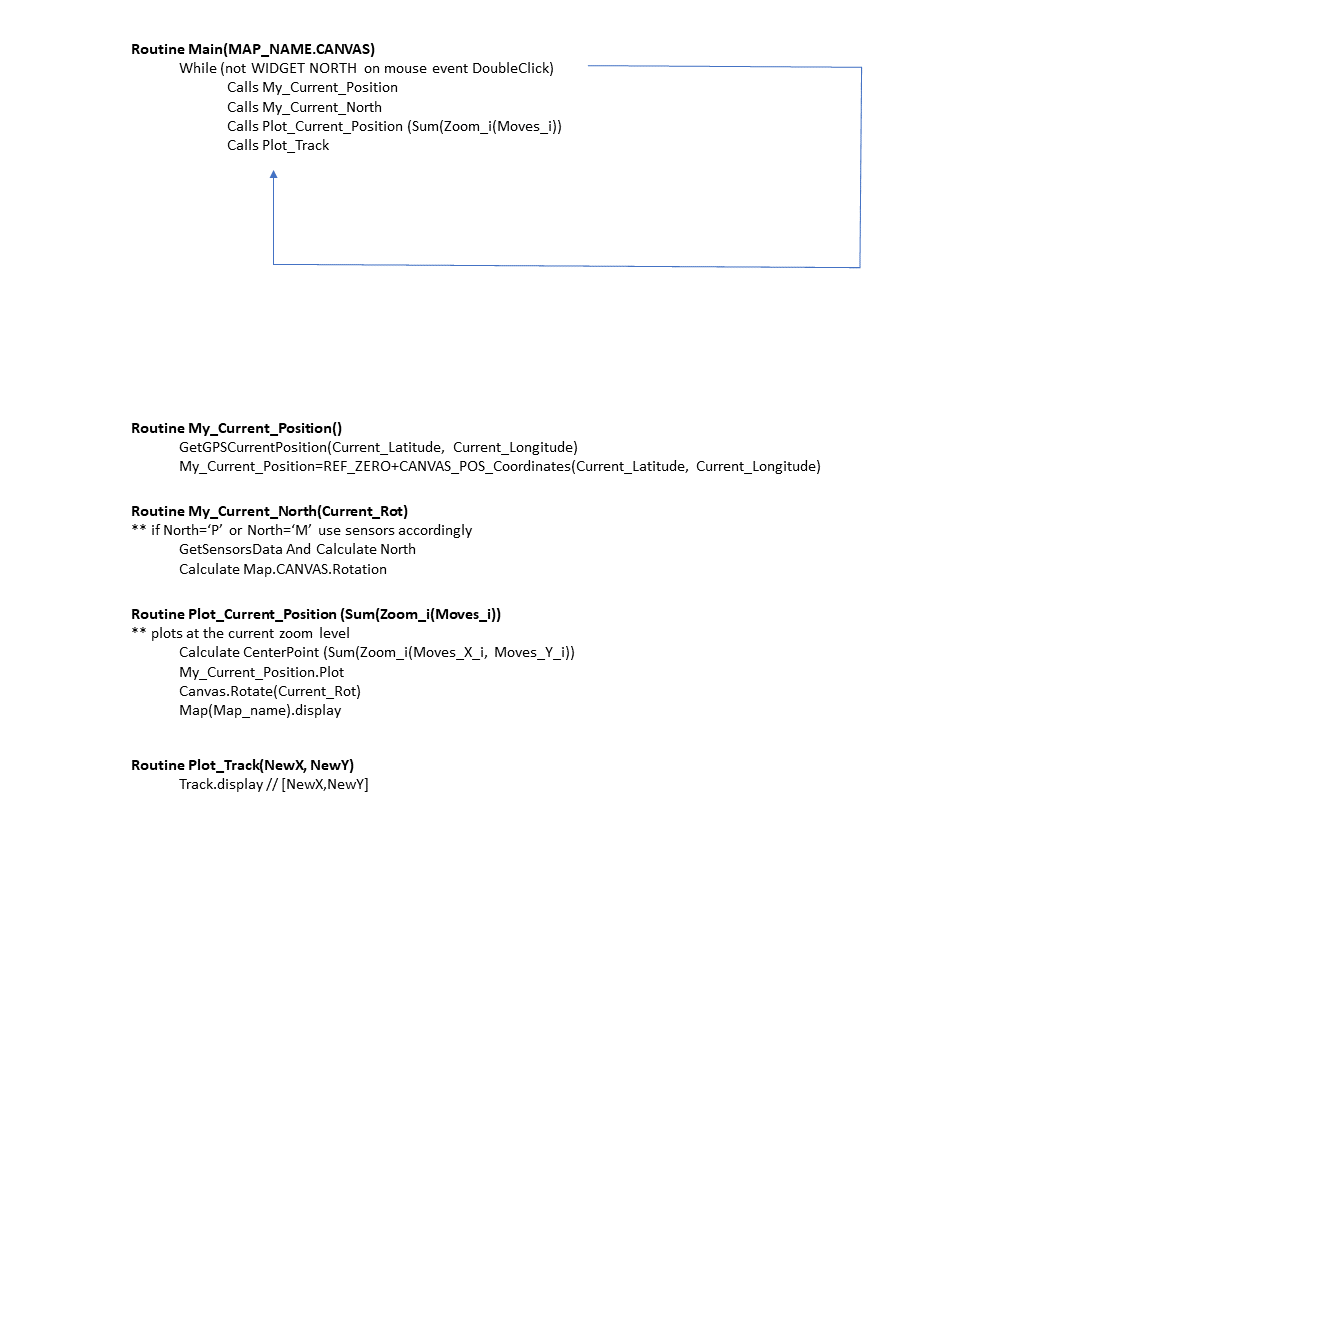 Routine Main(MAP_NAME.CANVAS)
While (not WIDGET NORTH on mouse event DoubleClick)
Calls My_Current_Position
Calls My_Current_North
Calls Plot_Current_Position (Sum(Zoom_i(Moves_i))
Calls Plot_Track
Routine My_Current_Position()
GetGPSCurrentPosition(Current_Latitude, Current_Longitude)
My_Current_Position=REF_ZERO+CANVAS_POS_Coordinates(Current_Latitude, Current_Longitude)
Routine My_Current_North(Current_Rot)
** if North=‘P’ or North=‘M’ use sensors accordingly
GetSensorsData And Calculate North
Calculate Map.CANVAS.Rotation
Routine Plot_Current_Position (Sum(Zoom_i(Moves_i))
** plots at the current zoom level
Calculate CenterPoint (Sum(Zoom_i(Moves_X_i, Moves_Y_i))
My_Current_Position.Plot
Canvas.Rotate(Current_Rot)
Map(Map_name).display
Routine Plot_Track(NewX, NewY)
Track.display // [NewX,NewY]